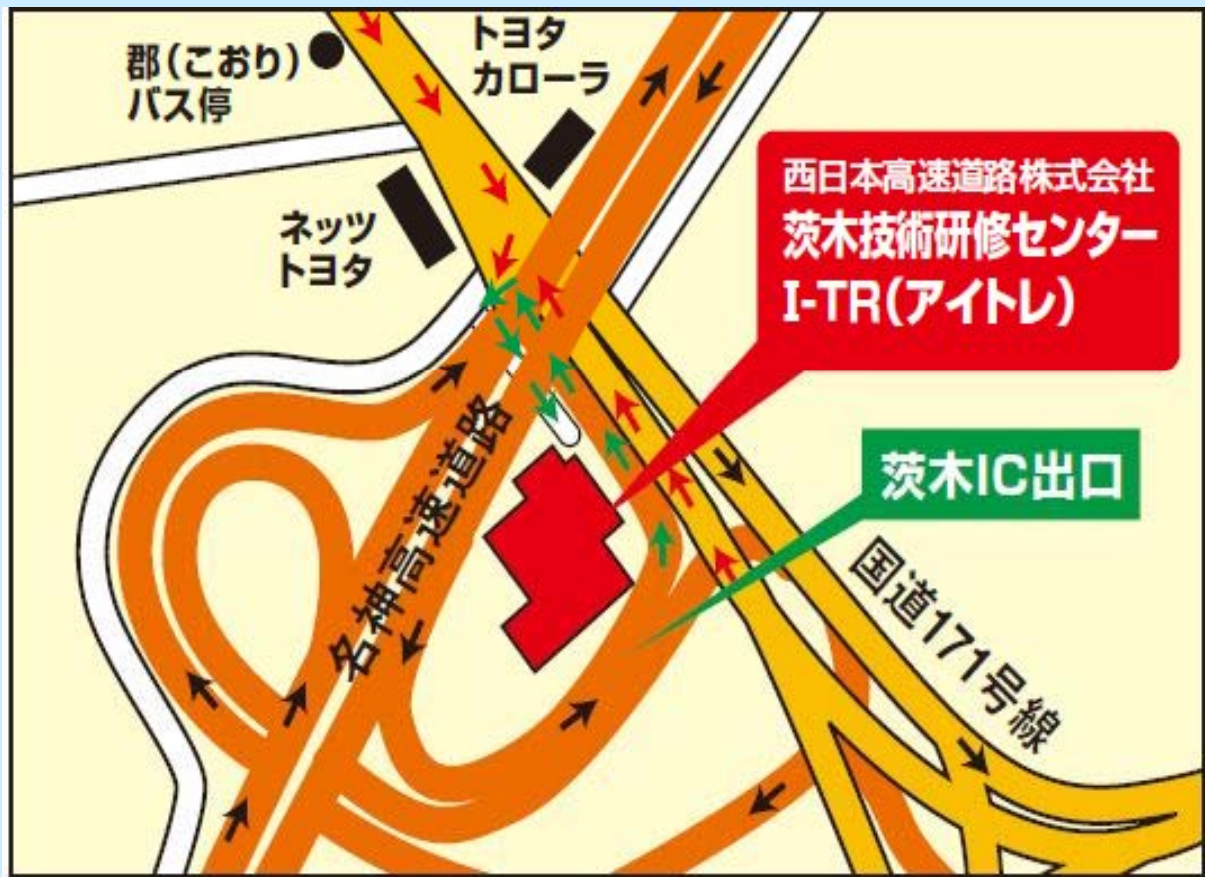 郡(こおり)
バス停
トヨタ
カローラ
ネッツ
トヨタ
西日本高速道路株式会社
茨木技術研修センター
I-TR(アイトレ)
茨木IC出口
名神高速道路
国道171号線